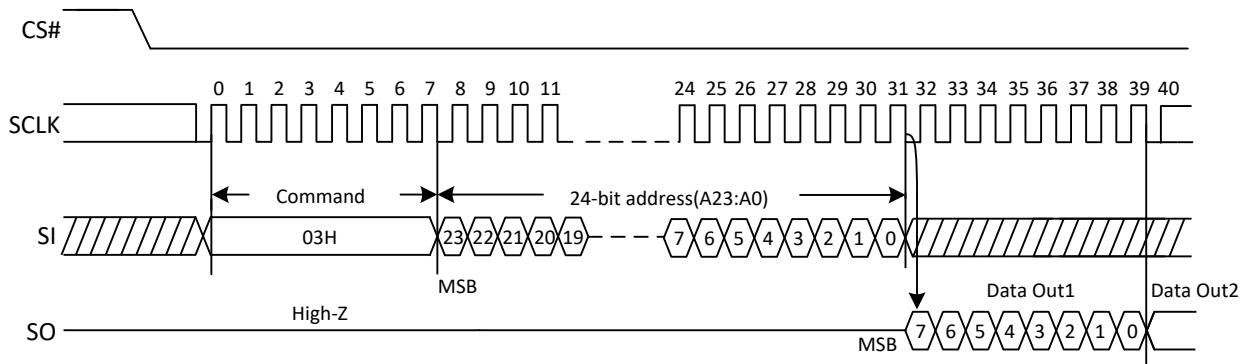 CS#
0 1 2 3 4 5 6 7 8 9 10 11 24 25 26 27 28 29 30 31 32 33 34 35 36 37 38 39 40
SCLK
Command 24-bit address(A23:A0)
SI 03H 23 22 21 20 19 7 6 5 4 3 2 1 0
MSB Data Out1 Data Out2
High-Z
SO MSB 7 6 5 4 3 2 1 0